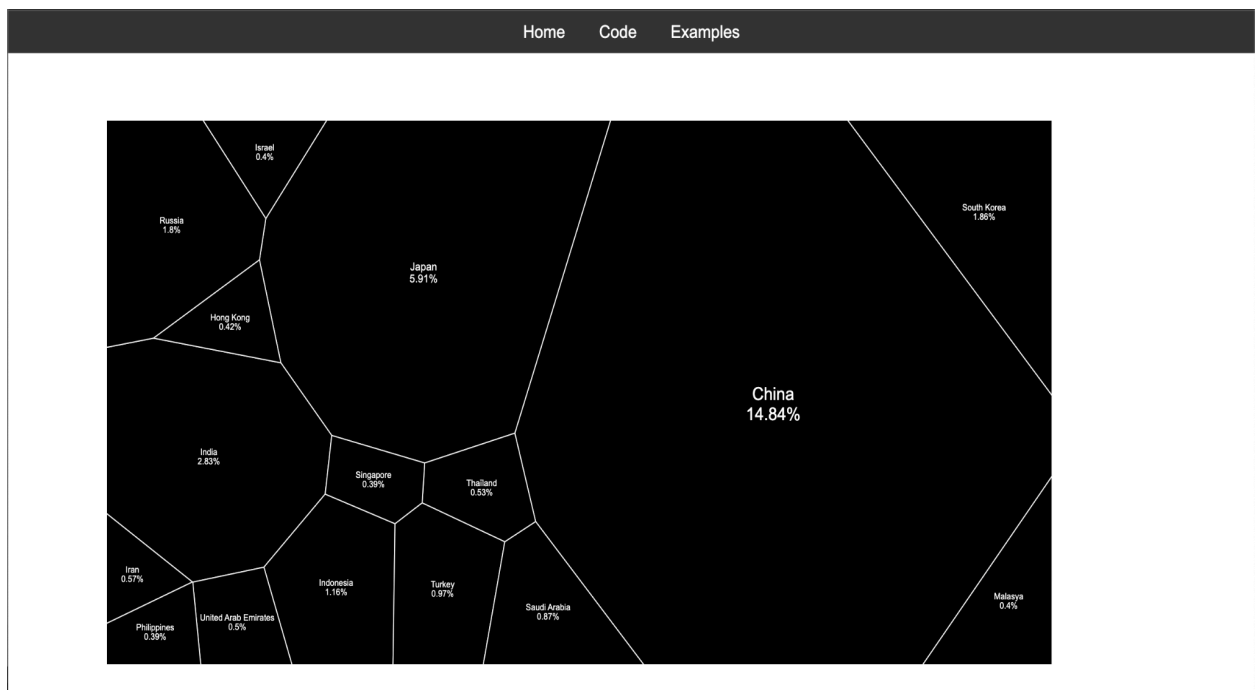 Home Code Examples
Israel
0.4%
Russia
1.8%
South Korea
1.86%
Japan
5.91%
Hong Kong
0.42%
China
14.84%
India
2.83%
Singapore
0.39%
Thailand
0.53%
Iran
0.57%
Indonesia
1.16%
Turkey
0.97%
Saudi Arabia
0.87%
Malasya
0.4%
United Arab Emirates
0.5%
Philippines
0.39%